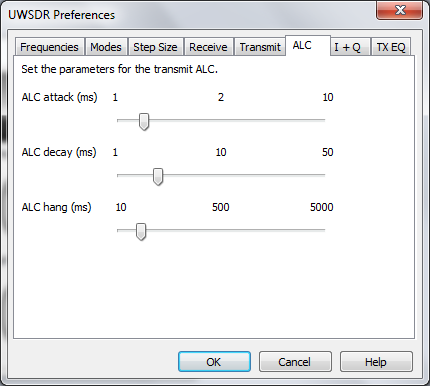 UWSDR Preferences
Frequencies Modes Step Size Receive Transmit ALC I + Q TX EQ
Set the parameters for the transmit ALC.
ALC attack (ms) 1 2 10
ALC decay (ms) 1 10 50
ALC hang (ms) 10 500 5000
OK Cancel Help